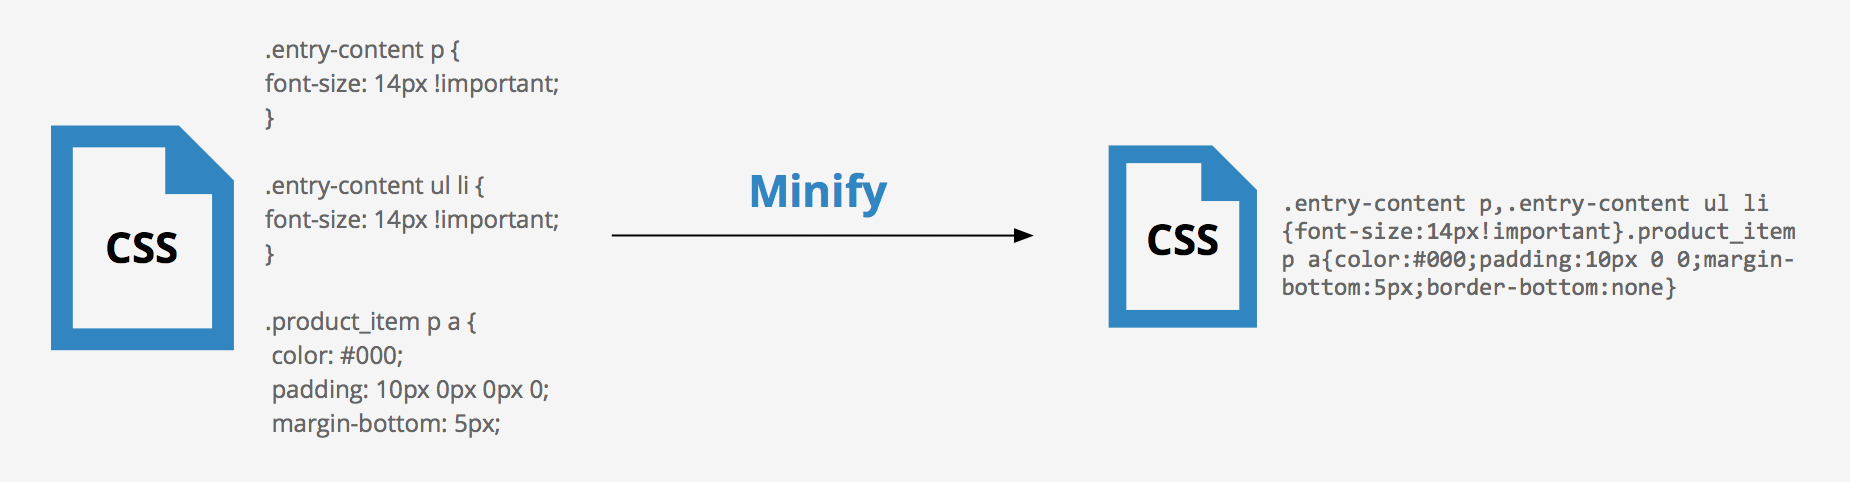 CSS
.entry-content p {
font-size: 14px !important;
}
.entry-content ul li {
font-size: 14px !important;
}
.product_item p a {
color: #000;
padding: 10px 0px 0px 0;
margin-bottom: 5px;
Minify
CSS
.entry-content p,.entry-content ul li
{font-size:14px!important}.product_item
p a{color:#000;padding:10px 0 0;margin-
bottom:5px;border-bottom:none}